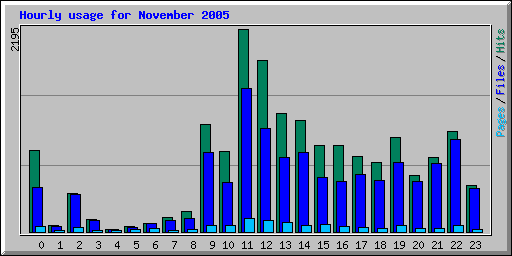 Hourly usage for November 2005
2195
Pages / Files / Hits
0 1 2 3 4 5 6 7 8 9 10 11 12 13 14 15 16 17 18 19 20 21 22 23